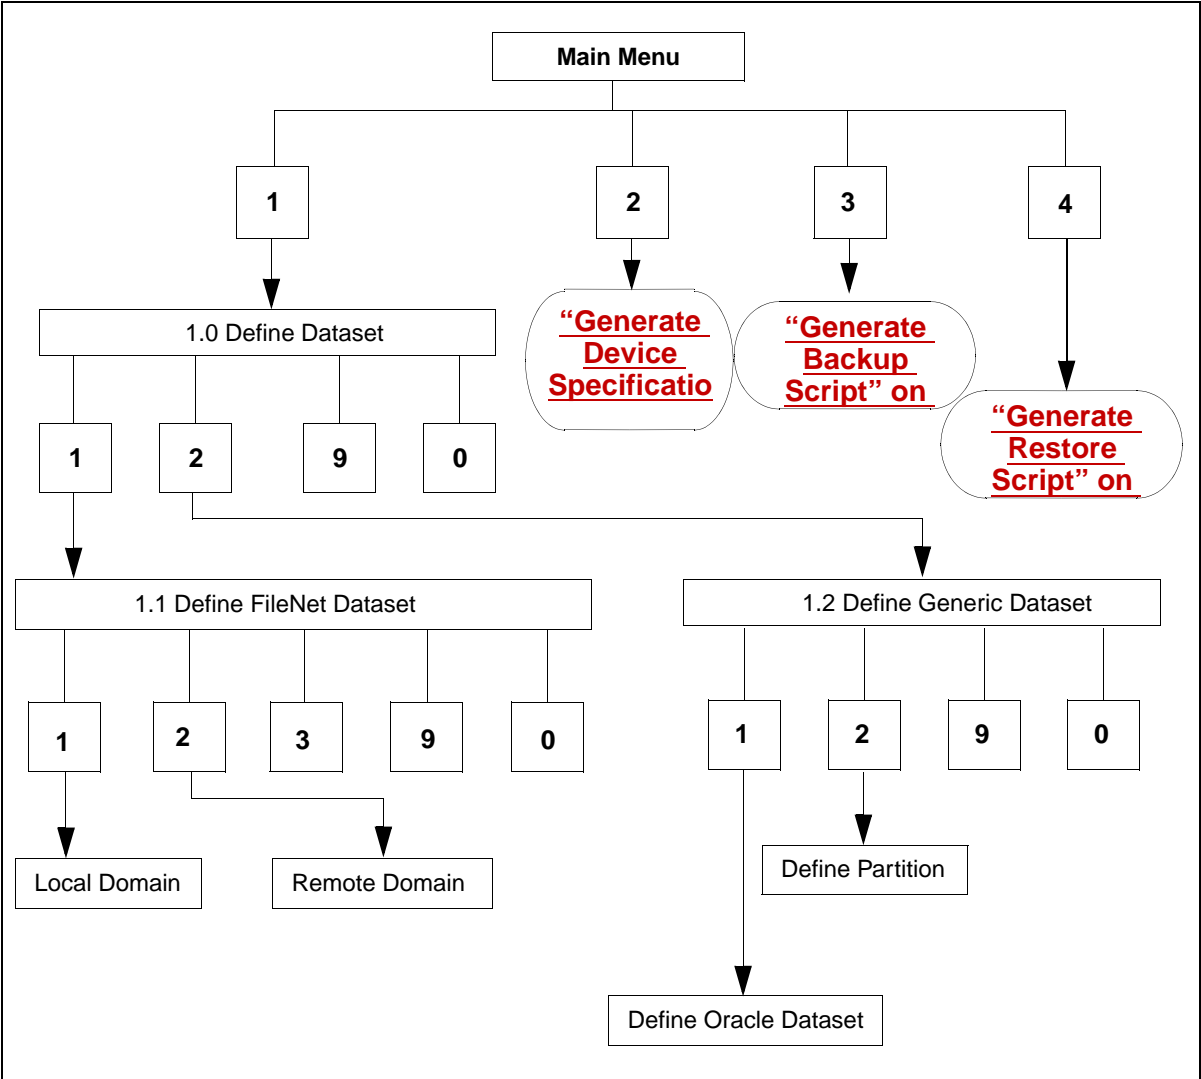 Main Menu
1
2
3
4
1.0 Define Dataset
“Generate
Device
Specificatio
“Generate
Backup
Script” on
“Generate
Restore
Script” on
1
2
9
0
1.1 Define FileNet Dataset
1.2 Define Generic Dataset
1
2
3
9
0
1
2
9
0
Local Domain
Remote Domain
Define Partition
Define Oracle Dataset